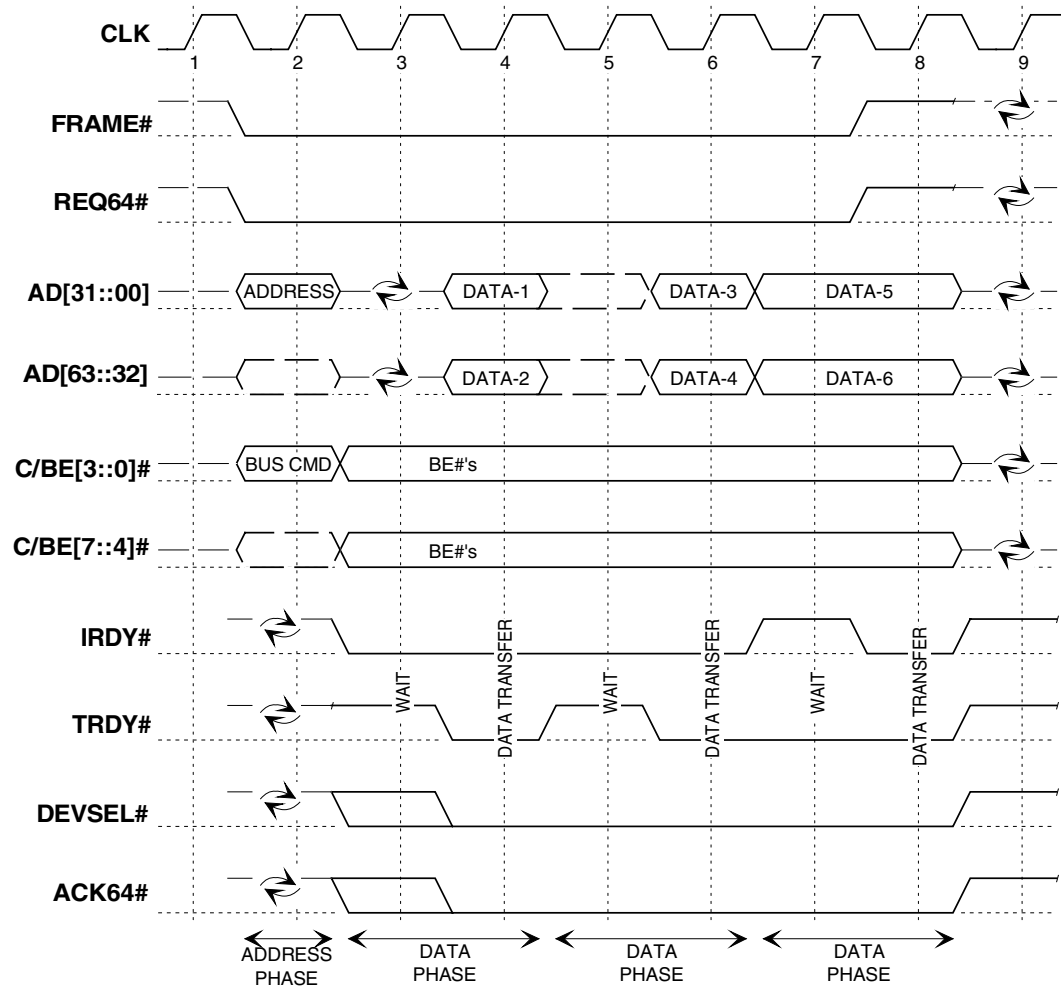 CLK
1 2 3 4 5 6 7 8 9
FRAME#
REQ64#
AD[31::00]
ADDRESS DATA-1 DATA-3 DATA-5
AD[63::32]
DATA-2 DATA-4 DATA-6
C/BE[3::0]#
BUS CMD BE#'s
C/BE[7::4]#
BE#'s
IRDY#
WAIT
DATA TRANSFER
WAIT
DATA TRANSFER
WAIT
DATA TRANSFER
TRDY#
DEVSEL#
ACK64#
ADDRESS
PHASE
DATA
PHASE
DATA
PHASE
DATA
PHASE